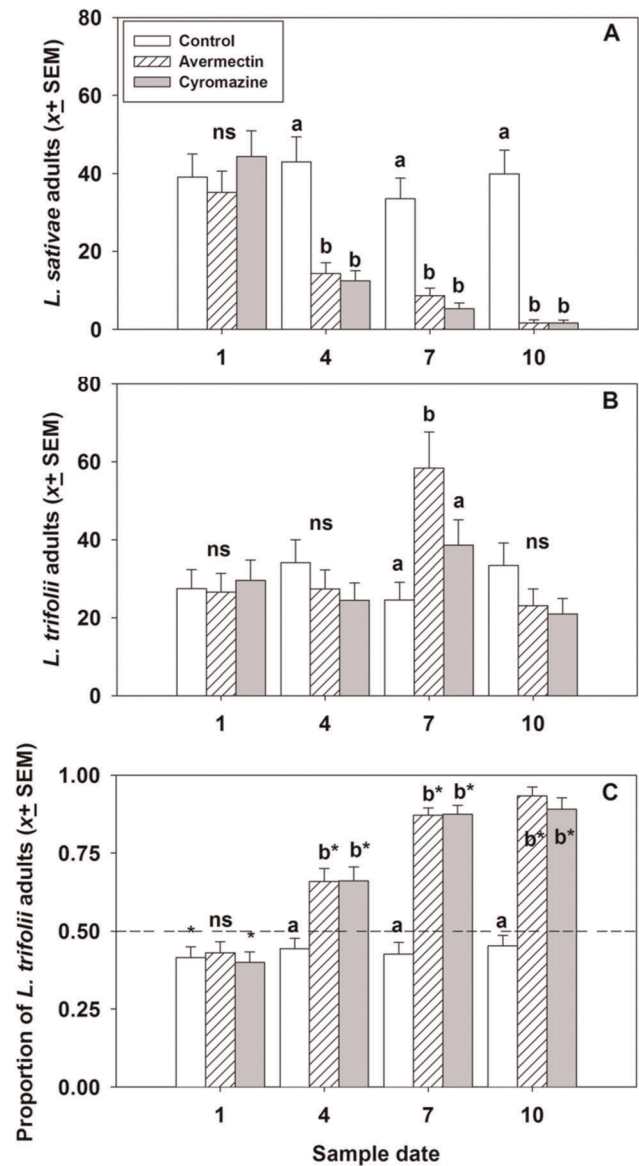 80
60
40
20
0
L. sativae adults (x± SEM)
Control
Avermectin
Cyromazine
A
ns
a
b
b
a
b
b
a
b
b
1
4
7
10
80
60
40
20
0
L. trifolii adults (x± SEM)
B
ns
ns
a
b
a
ns
1
4
7
10
1.00
0.75
0.50
0.25
0.00
Proportion of L. trifolii adults (x± SEM)
C
*
ns
*
a
b*
b*
a
b*
b*
a
b*
b*
1
4
7
10
Sample date